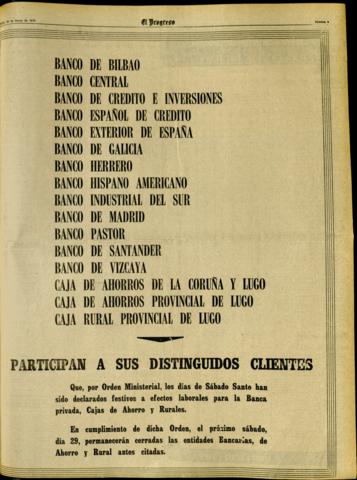 El Progreso
BANCO DE BILBAO
BANCO CENTRAL
BANCO DE CREDITO E INVERSIONES
BANCO ESPAÑOL DE CREDITO
BANCO EXTERIOR DE ESPAÑA
BANCO DE GALICIA
BANCO HERRERO
BANCO HISPANO AMERICANO
BANCO INDUSTRIAL DEL SUR
BANCO DE MADRID
BANCO PASTOR
BANCO DE SANTANDER
BANCO DE VIZCAYA
CAJA DE AHORROS DE LA CORUÑA Y LUGO
CAJA DE AHORROS PROVINCIAL DE LUGO
CAJA RURAL PROVINCIAL DE LUGO
PARTICIPAN A SUS DISTINGUIDOS CLIENTES
Que, por Orden Ministerial, los días de Sábado Santo han
sido declarados festivos a efectos laborales para la Banca
privada, Cajas de Ahorro y Rurales.
En cumplimiento de dicha Orden, el próximo sábado,
día 29, permanecerán cerradas las entidades Bancarias, de
Ahorro y Rural antes citadas.